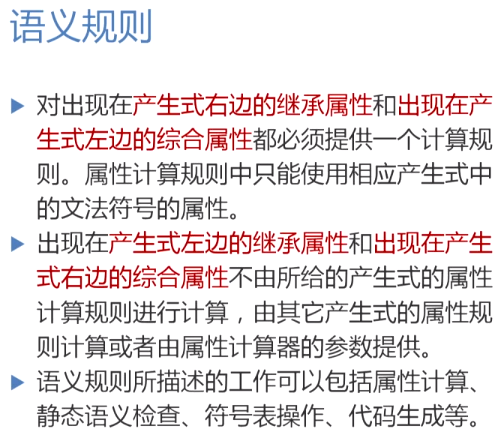 语义规则
对出现在产生式右边的继承属性和出现在产
生式左边的综合属性都必须提供一个计算规
则。属性计算规则中只能使用相应产生式中
的文法符号的属性。
出现在产生式左边的继承属性和出现在产生
式右边的综合属性不由所给的产生式的属性
计算规则进行计算，由其它产生式的属性规
则计算或者由属性计算器的参数提供。
语义规则所描述的工作可以包括属性计算、
静态语义检查、符号表操作、代码生成等。